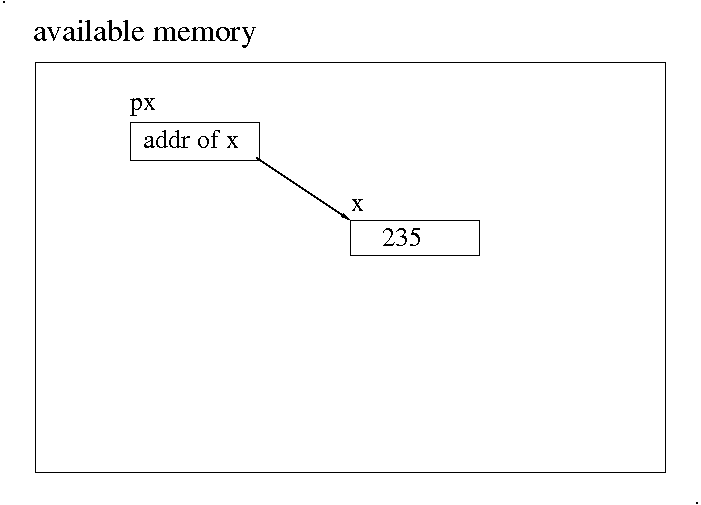 available memory
px
addr of x
x
235